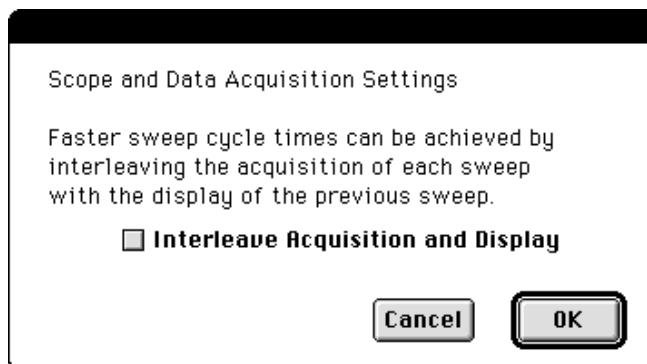 Scope and Data Acquisition Settings
Faster sweep cycle times can be achieved by
interleaving the acquisition of each sweep
with the display of the previous sweep.
Interleave Acquisition and Display
Cancel OK